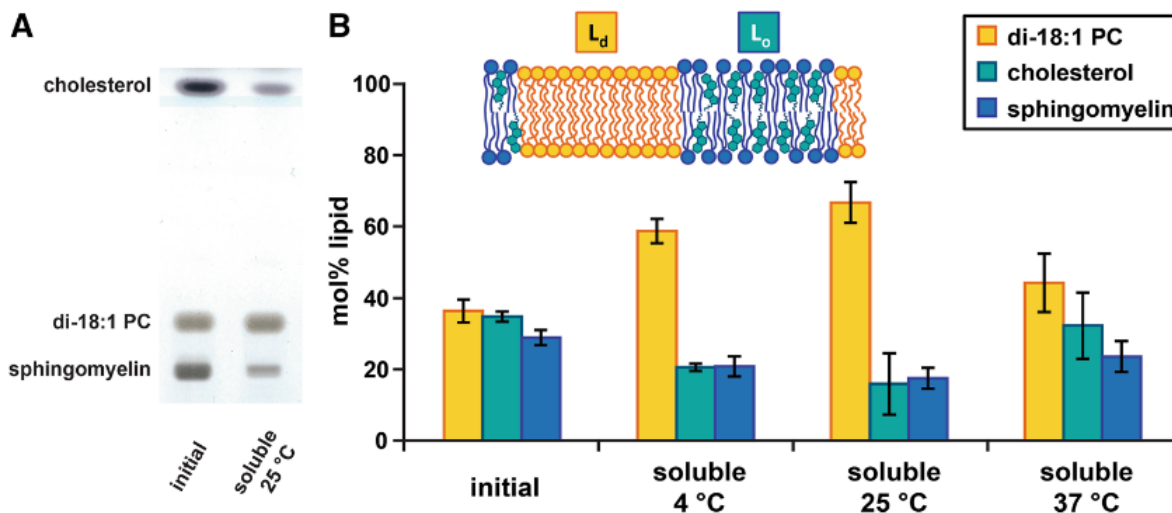 A
cholesterol
di-18:1 PC
sphingomyelin
initial
soluble
25 °C
B
Ld
Lo
di-18:1 PC
cholesterol
sphingomyelin
mol% lipid
100
80
60
40
20
0
initial
soluble
4 °C
soluble
25 °C
soluble
37 °C